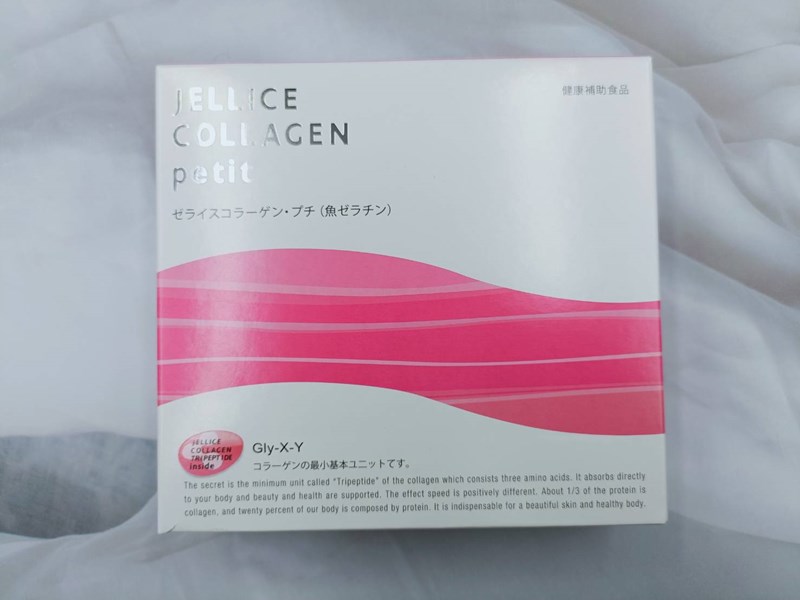 JELLICE
COLLAGEN
petit
健康補助食品
ゼライスコラーゲン・プチ(魚ゼラチン)
JELLICE
COLLAGEN
TRIPEPTIDE
inside
Gly-X-Y
コラーゲンの最小基本ユニットです。
The secret is the minimum unit called "Tripeptide" of the collagen which consists three amino acids. It absorbs directly
to your body and beauty and health are supported. The effect speed is positively different. About 1/3 of the protein is
collagen, and twenty percent of our body is composed by protein. It is indispensable for a beautiful skin and healthy body.